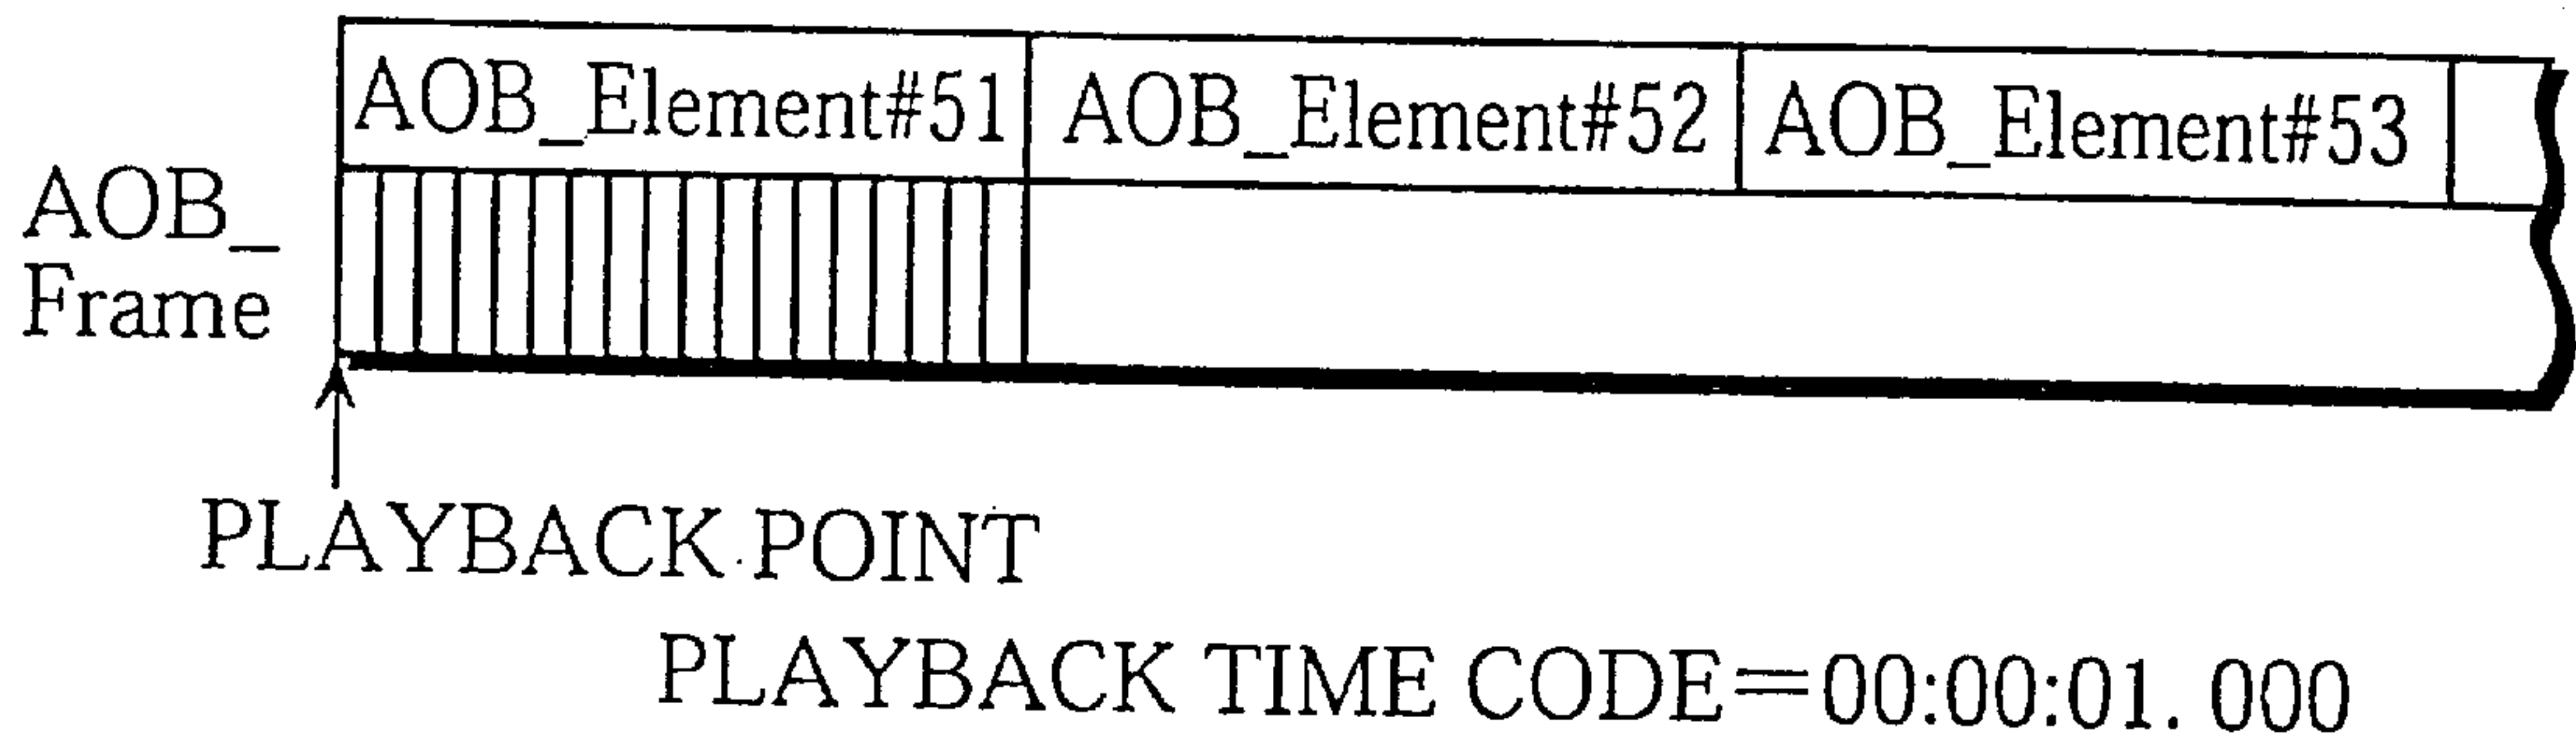 AOB_Element#51 AOB_Element#52 AOB_Element#53
AOB_
Frame
PLAYBACK POINT
PLAYBACK TIME CODE=00:00:01. 000